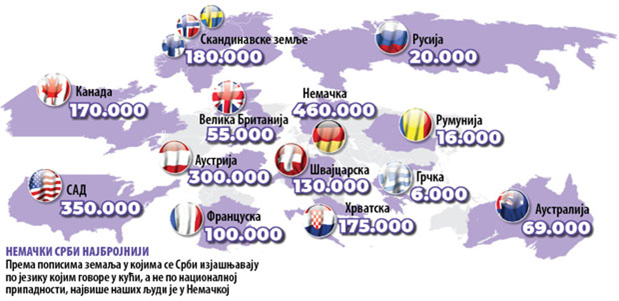 Скандинавске земље
180.000
Русија
20.000
Канада
170.000
Велика Британија
55.000
Немачка
460.000
Румунија
16.000
Аустрија
300.000
Швајцарска
130.000
Грчка
6.000
САД
350.000
Француска
100.000
Хрватска
175.000
Аустралија
69.000
НЕМАЧКИ СРБИ НАЈБРОЈНИЈИ
Према пописима земаља у којима се Срби изјашњавају
по језику којим говоре у кући, а не по националној
припадности, највише наших људи је у Немачкој